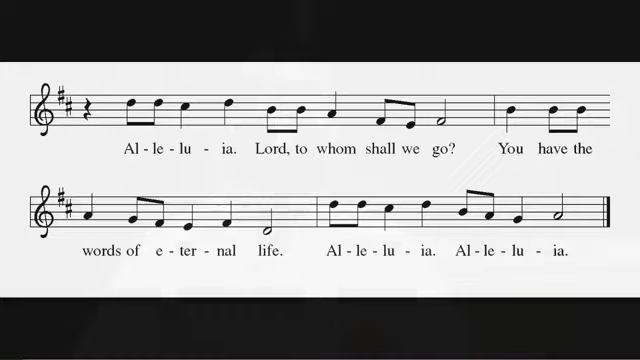 Al - le - lu - ia. Lord, to whom shall we go? You have the
words of e - ter - nal life. Al - le - lu - ia. Al - le - lu - ia.